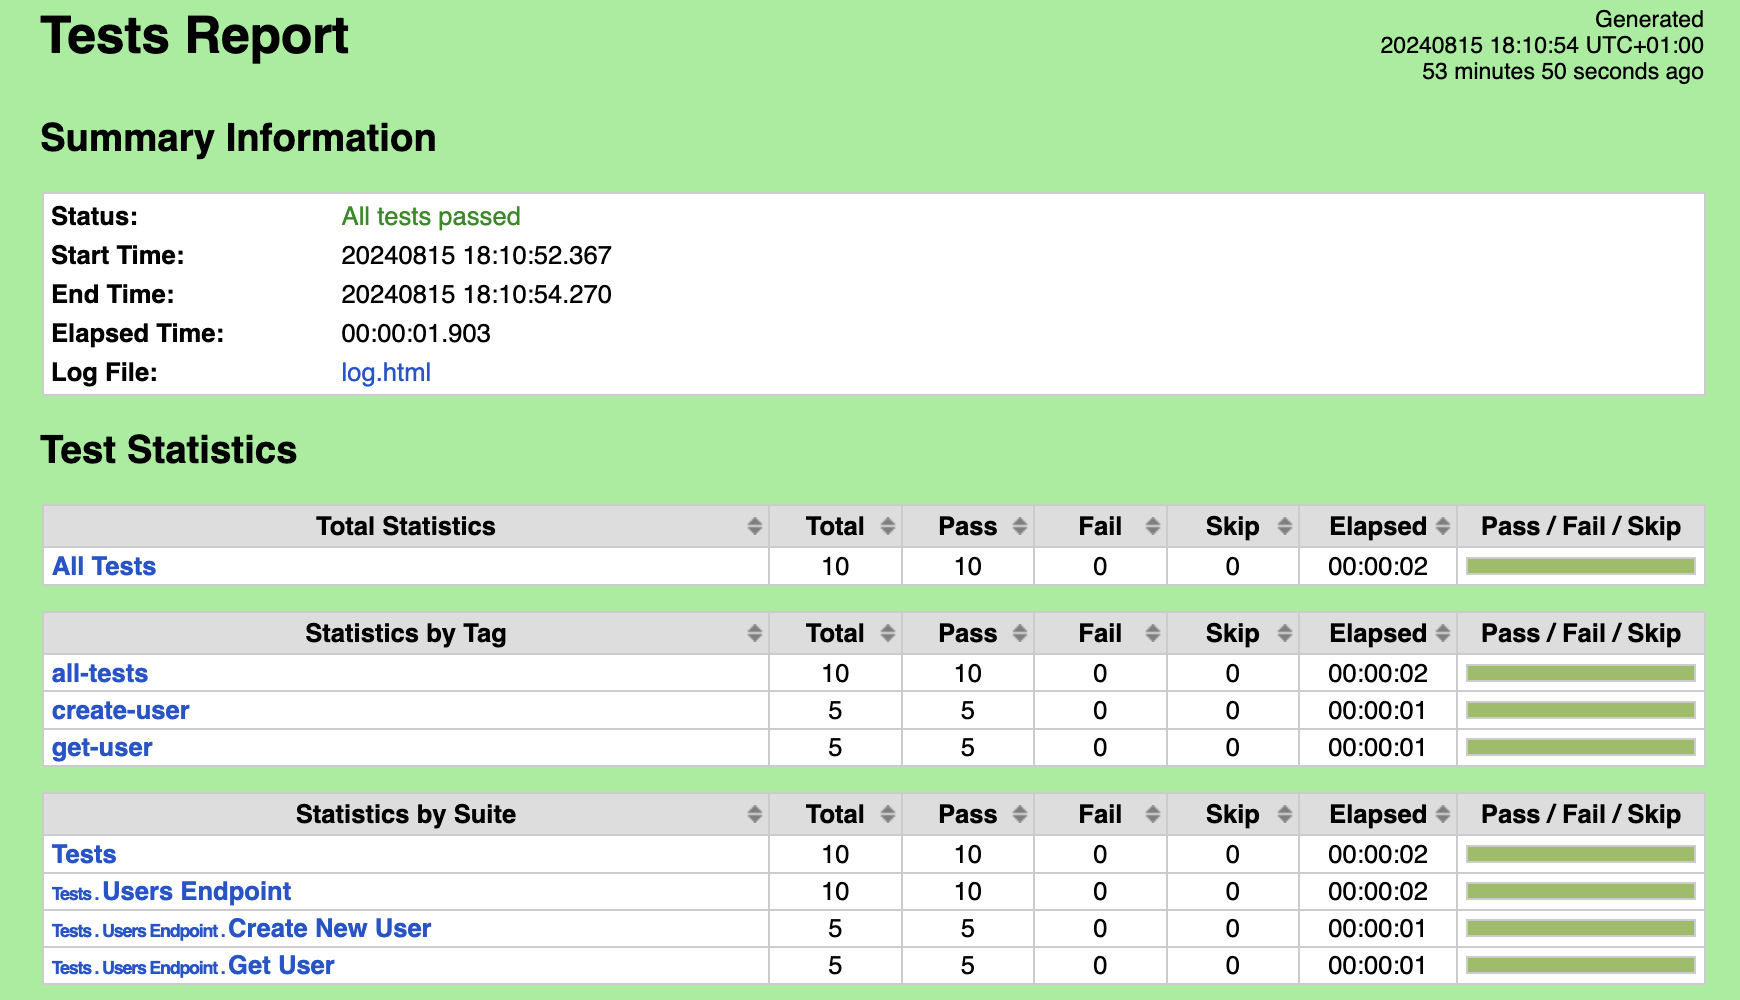 Tests Report
Generated
20240815 18:10:54 UTC+01:00
53 minutes 50 seconds ago
Summary Information
Status: All tests passed
Start Time: 20240815 18:10:52.367
End Time: 20240815 18:10:54.270
Elapsed Time: 00:00:01.903
Log File: log.html
Test Statistics
Total Statistics Total Pass Fail Skip Elapsed Pass / Fail / Skip
All Tests 10 10 0 0 00:00:02
Statistics by Tag Total Pass Fail Skip Elapsed Pass / Fail / Skip
all-tests 10 10 0 0 00:00:02
create-user 5 5 0 0 00:00:01
get-user 5 5 0 0 00:00:01
Statistics by Suite Total Pass Fail Skip Elapsed Pass / Fail / Skip
Tests 10 10 0 0 00:00:02
Tests . Users Endpoint 10 10 0 0 00:00:02
Tests . Users Endpoint . Create New User 5 5 0 0 00:00:01
Tests . Users Endpoint . Get User 5 5 0 0 00:00:01